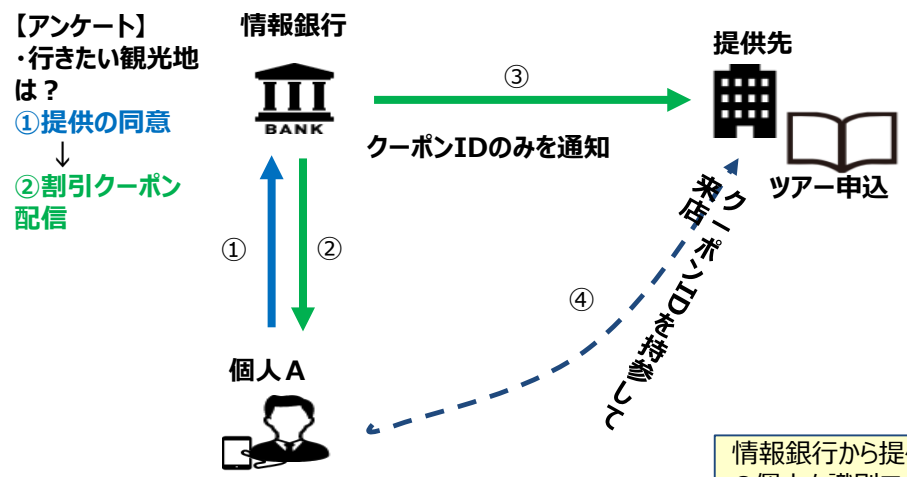 【アンケート】
・行きたい観光地
は？
①提供の同意
↓
②割引クーポン
配信
情報銀行
BANK
③
クーポンIDのみを通知
提供先
ツアー申込
①
②
④
クーポンIDを持参して
来店
個人A
情報銀行から提